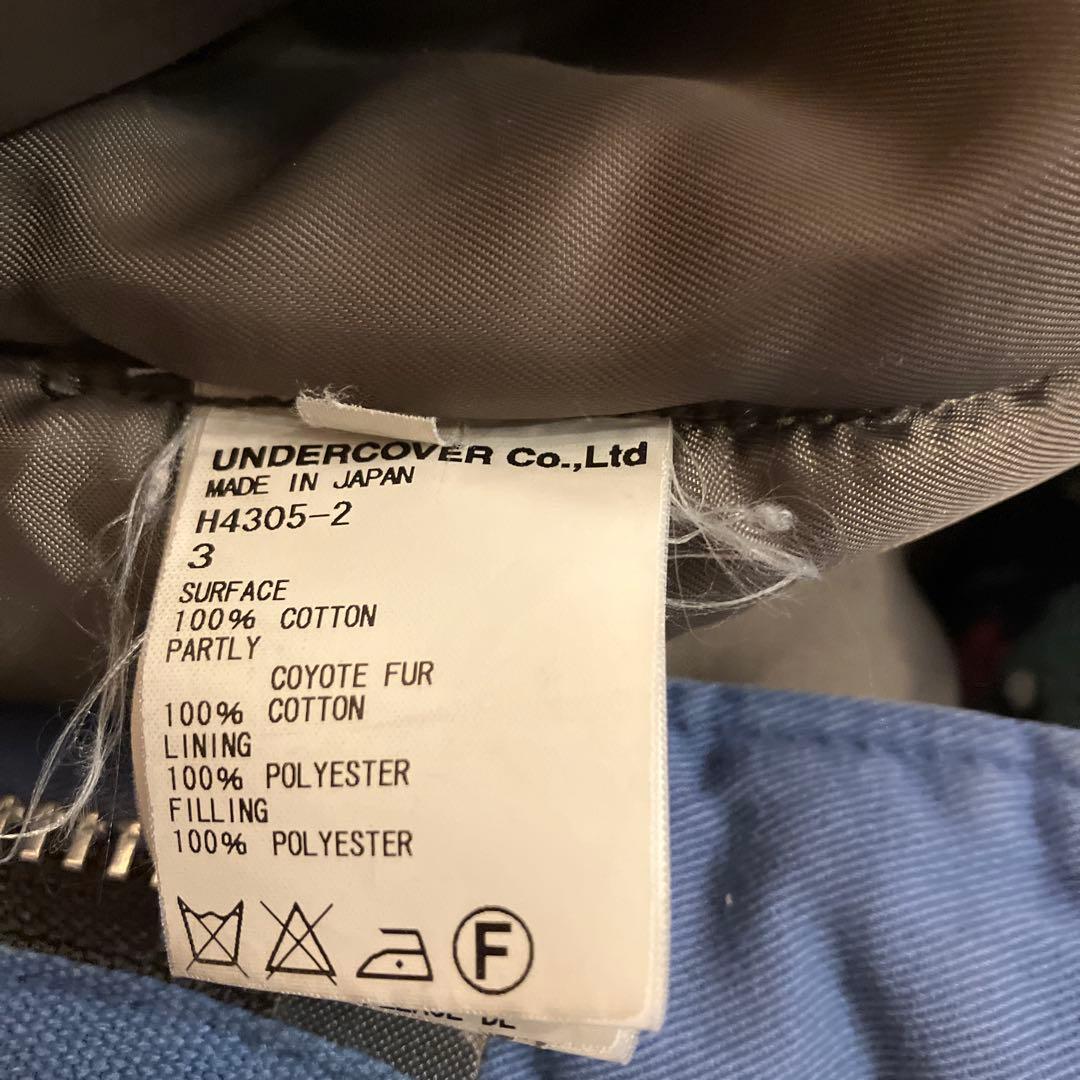 UNDERCOVER Co.,Ltd
MADE IN JAPAN
H4305-2
3
SURFACE
100% COTTON
PARTLY
COYOTE FUR
100% COTTON
LINING
100% POLYESTER
FILLING
100% POLYESTER
F